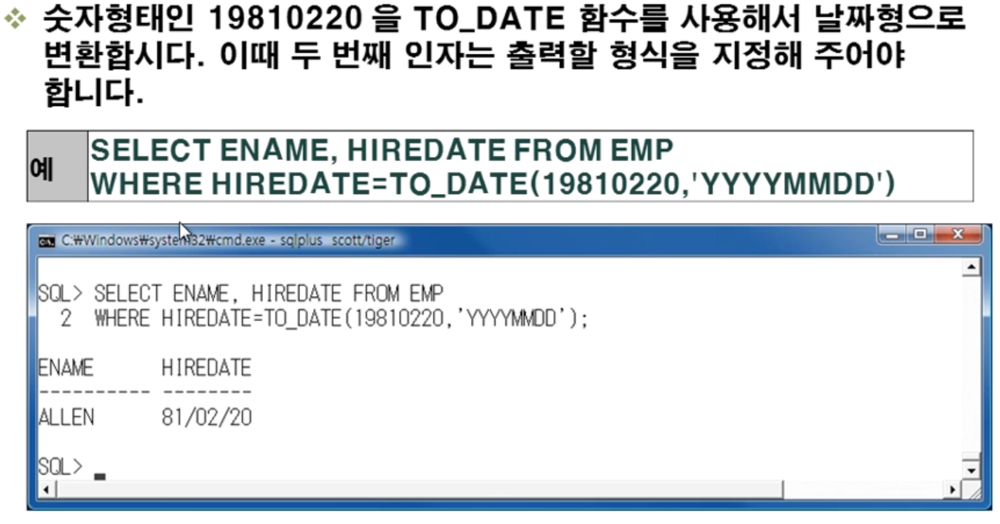 ❖ 숫자형태인 19810220 을 TO_DATE 함수를 사용해서 날짜형으로
변환합시다. 이때 두 번째 인자는 출력할 형식을 지정해 주어야
합니다.
예
SELECT ENAME, HIREDATE FROM EMP
WHERE HIREDATE=TO_DATE(19810220,'YYYYMMDD')
C:₩Windows₩system32₩cmd.exe - sqlplus scott/tiger
SQL> SELECT ENAME, HIREDATE FROM EMP
2 WHERE HIREDATE=TO_DATE(19810220,'YYYYMMDD');
ENAME HIREDATE
---------- --------
ALLEN 81/02/20
SQL> _